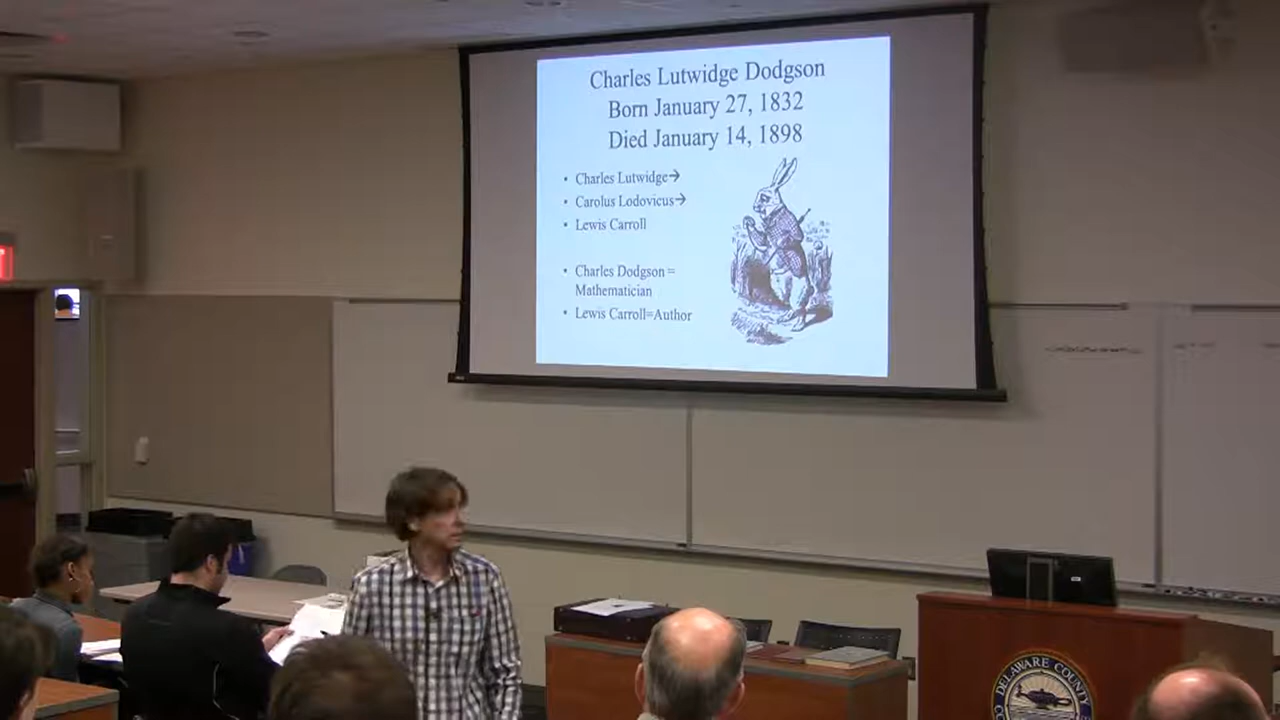 Charles Lutwidge Dodgson
Born January 27, 1832
Died January 14, 1898
• Charles Lutwidge→
• Carolus Lodovicus→
• Lewis Carroll
• Charles Dodgson =
Mathematician
• Lewis Carroll=Author
DELAWARE COUNTY